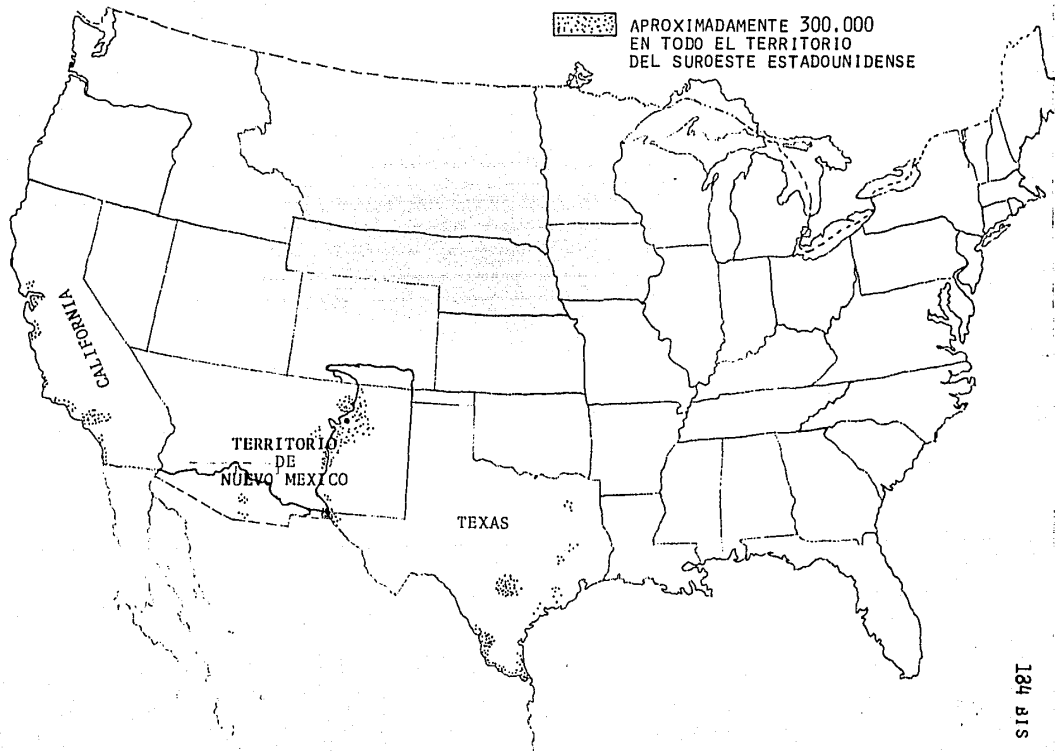 APROXIMADAMENTE 300.000
EN TODO EL TERRITORIO
DEL SUROESTE ESTADOUNIDENSE
CALIFORNIA
TERRITORIO
DE
NUEVO MEXICO
TEXAS
184 BIS